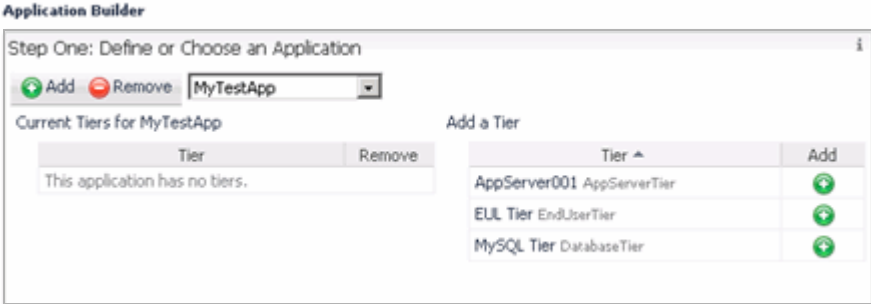 Application Builder
Step One: Define or Choose an Application
i
Add Remove MyTestApp
Current Tiers for MyTestApp
Tier Remove
This application has no tiers.
Add a Tier
Tier Add
AppServer001 AppServerTier
EUL Tier EndUserTier
MySQL Tier DatabaseTier